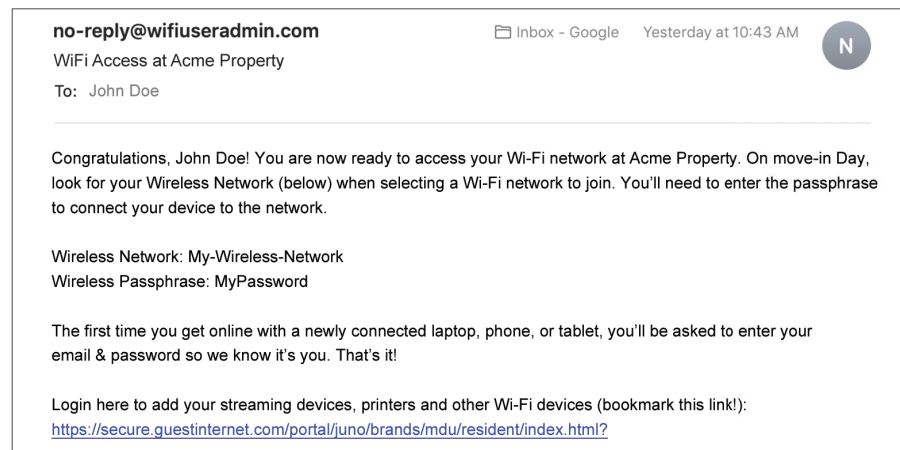 no-reply@wifiuseradmin.com
Inbox - Google Yesterday at 10:43 AM
N
WiFi Access at Acme Property
To: John Doe
Congratulations, John Doe! You are now ready to access your Wi-Fi network at Acme Property. On move-in Day,
look for your Wireless Network (below) when selecting a Wi-Fi network to join. You'll need to enter the passphrase
to connect your device to the network.
Wireless Network: My-Wireless-Network
Wireless Passphrase: MyPassword
The first time you get online with a newly connected laptop, phone, or tablet, you'll be asked to enter your
email & password so we know it's you. That's it!
Login here to add your streaming devices, printers and other Wi-Fi devices (bookmark this link!):
https://secure.guestinternet.com/portal/juno/brands/mdu/resident/index.html?